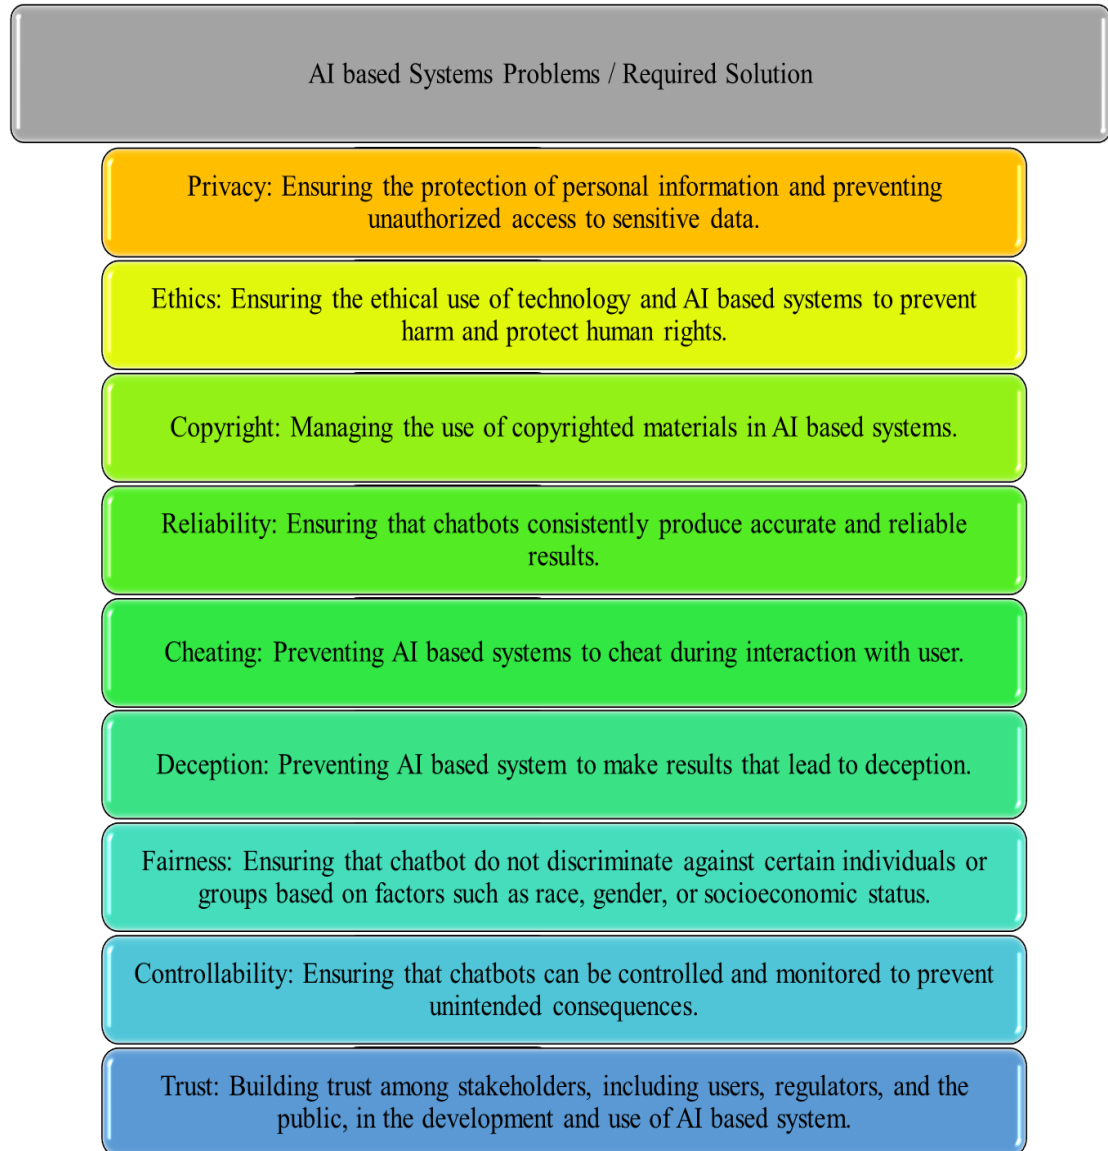 AI based Systems Problems / Required Solution
Privacy: Ensuring the protection of personal information and preventing
unauthorized access to sensitive data.
Ethics: Ensuring the ethical use of technology and AI based systems to prevent
harm and protect human rights.
Copyright: Managing the use of copyrighted materials in AI based systems.
Reliability: Ensuring that chatbots consistently produce accurate and reliable
results.
Cheating: Preventing AI based systems to cheat during interaction with user.
Deception: Preventing AI based system to make results that lead to deception.
Fairness: Ensuring that chatbot do not discriminate against certain individuals or
groups based on factors such as race, gender, or socioeconomic status.
Controllability: Ensuring that chatbots can be controlled and monitored to prevent
unintended consequences.
Trust: Building trust among stakeholders, including users, regulators, and the
public, in the development and use of AI based system.